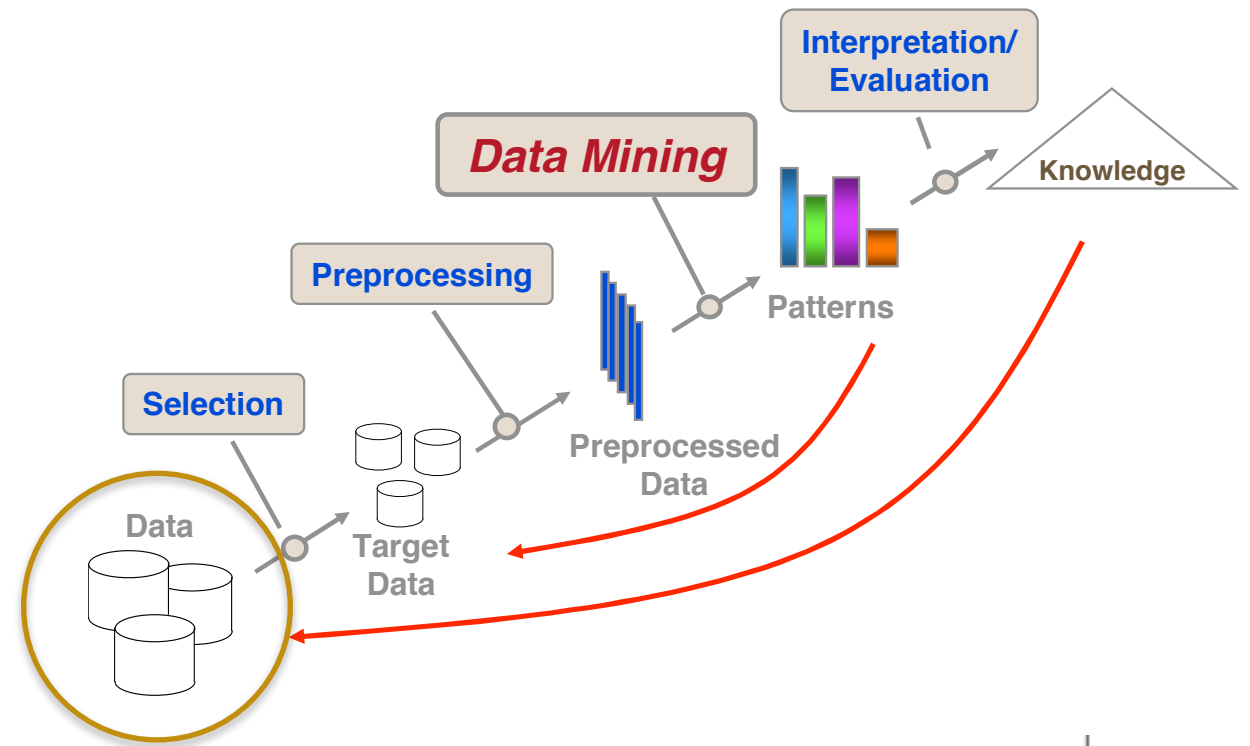 Interpretation/
Evaluation
Data Mining
Knowledge
Preprocessing
Patterns
Selection
Preprocessed
Data
Data
Target
Data